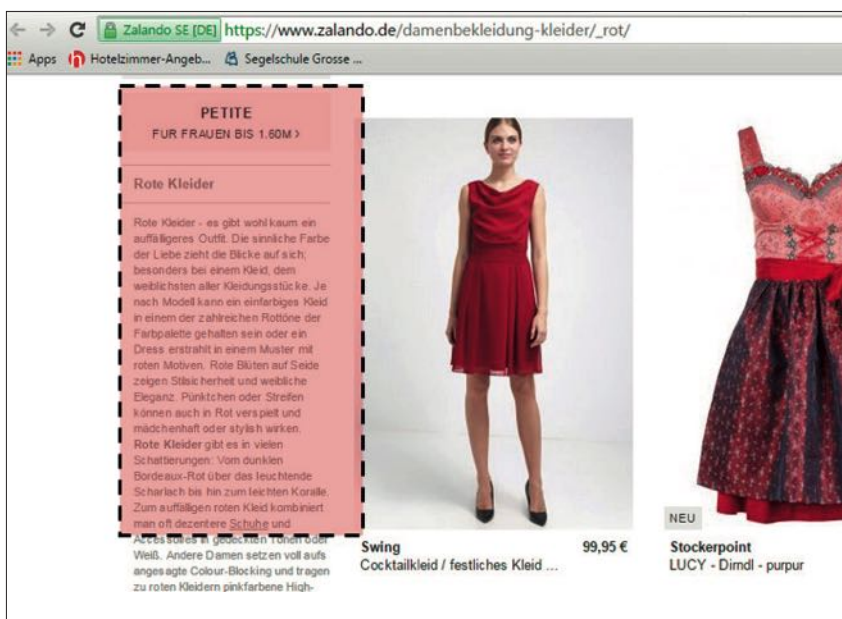 Zalando SE [DE] https://www.zalando.de/damenbekleidung-kleider/_rot/
Apps Hotelzimmer-Angeb... Segelschule Grosse ...
PETITE
FUR FRAUEN BIS 1.60M >
Rote Kleider
Rote Kleider - es gibt wohl kaum ein
auffälligeres Outfit. Die sinnliche Farbe
der Liebe zieht die Blicke auf sich;
besonders bei einem Kleid, dem
weiblichsten aller Kleidungsstücke. Je
nach Modell kann ein einfarbiges Kleid
in einem der zahlreichen Rottöne der
Farbpalette gehalten sein oder ein
Dress erstrahlt in einem Muster mit
roten Motiven. Rote Blüten auf Seide
zeigen Stilsicherheit und weibliche
Eleganz. Pünktchen oder Streifen
können auch in Rot verspielt und
mädchenhaft oder stylish wirken.
Rote Kleider gibt es in vielen
Schattierungen: Vom dunklen
Bordeaux-Rot über das leuchtende
Scharlach bis hin zum leichten Koralle.
Zum auffälligen roten Kleid kombiniert
man oft dezentere Schuhe und
Accessoires in gedeckten Tönen oder
Weiß. Andere Damen setzen voll aufs
angesagte Colour-Blocking und tragen
zu roten Kleidern pinkfarbene High-
Swing 99,95 €
Cocktailkleid / festliches Kleid ...
NEU
Stockerpoint
LUCY - Dirndl - purpur